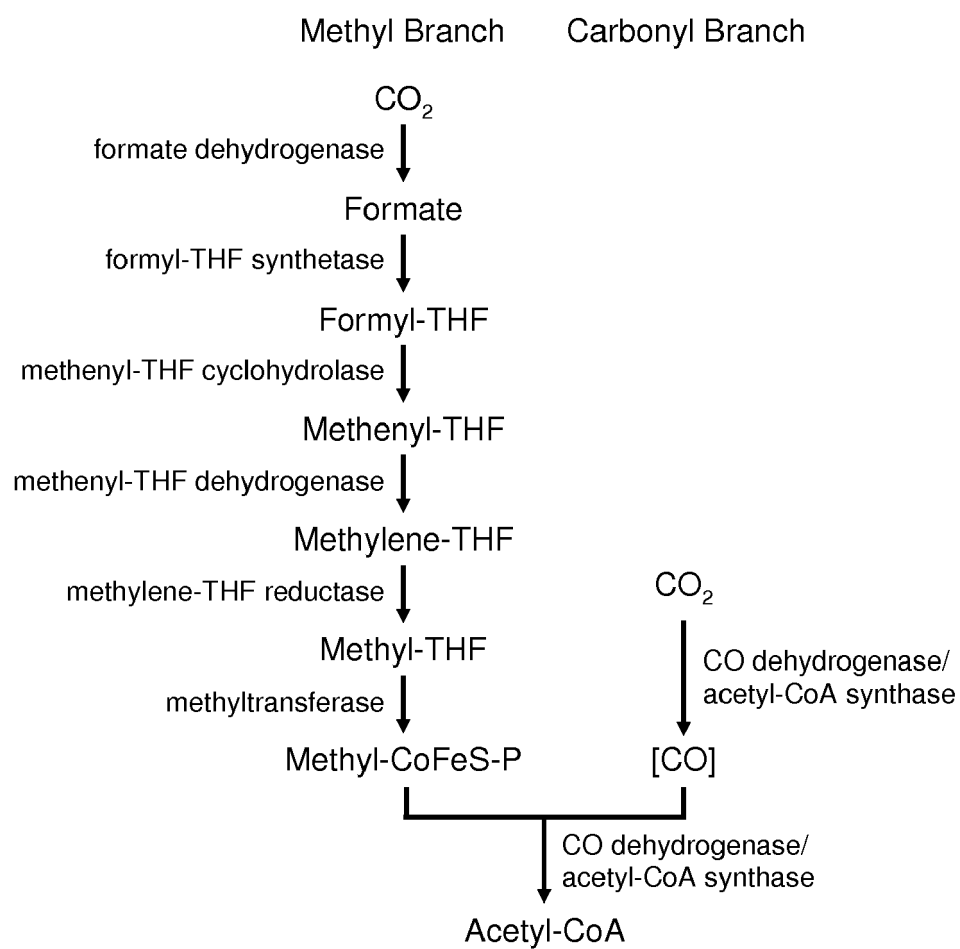 Methyl Branch
Carbonyl Branch
CO₂
formate dehydrogenase
Formate
formyl-THF synthetase
Formyl-THF
methenyl-THF cyclohydrolase
Methenyl-THF
methenyl-THF dehydrogenase
Methylene-THF
methylene-THF reductase
Methyl-THF
methyltransferase
Methyl-CoFeS-P
CO₂
CO dehydrogenase/
acetyl-CoA synthase
[CO]
CO dehydrogenase/
acetyl-CoA synthase
Acetyl-CoA